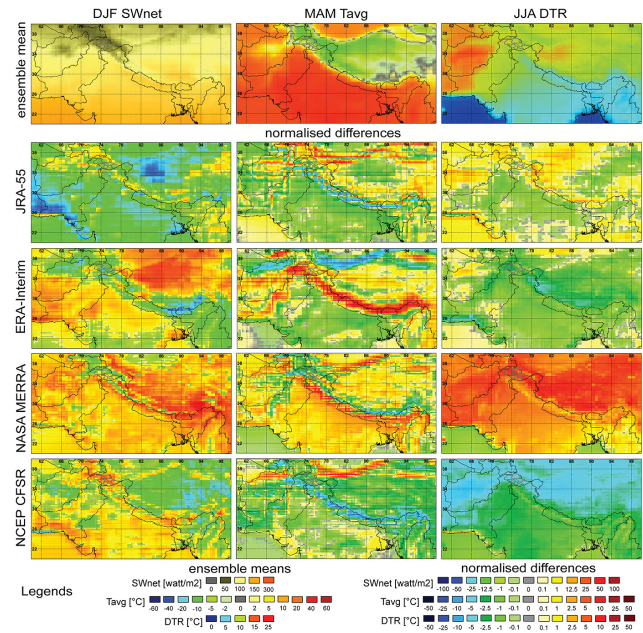 DJF SWnet MAM Tavg JJA DTR
ensemble mean
normalised differences
JRA-55
ERA-Interim
NASA MERRA
NCEP CFSR
Legends
ensemble means
SWnet [watt/m2]
0 50 100 150 300
Tavg [°C]
-60 -40 -20 -10 -5 -2 0 2 5 10 20 40 60
DTR [°C]
0 5 10 15 25
normalised differences
SWnet [watt/m2]
-100 -50 -25 -12.5 -1 -0.1 0 0.1 1 12.5 25 50 100
Tavg [°C]
-50 -25 -5 -2.5 -1 -0.1 0 0.1 1 2.5 5 25 50
DTR [°C]
-50 -25 -5 -2.5 -1 -0.1 0 0.1 1 2.5 5 25 50